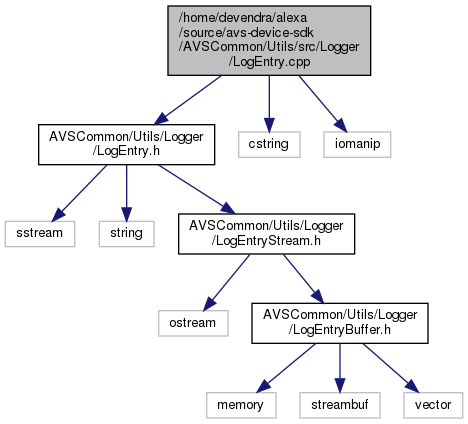 /home/devendra/alexa
/source/avs-device-sdk
/AVSCommon/Utils/src/Logger
/LogEntry.cpp
AVSCommon/Utils/Logger
/LogEntry.h
cstring
iomanip
sstream
string
AVSCommon/Utils/Logger
/LogEntryStream.h
ostream
AVSCommon/Utils/Logger
/LogEntryBuffer.h
memory
streambuf
vector